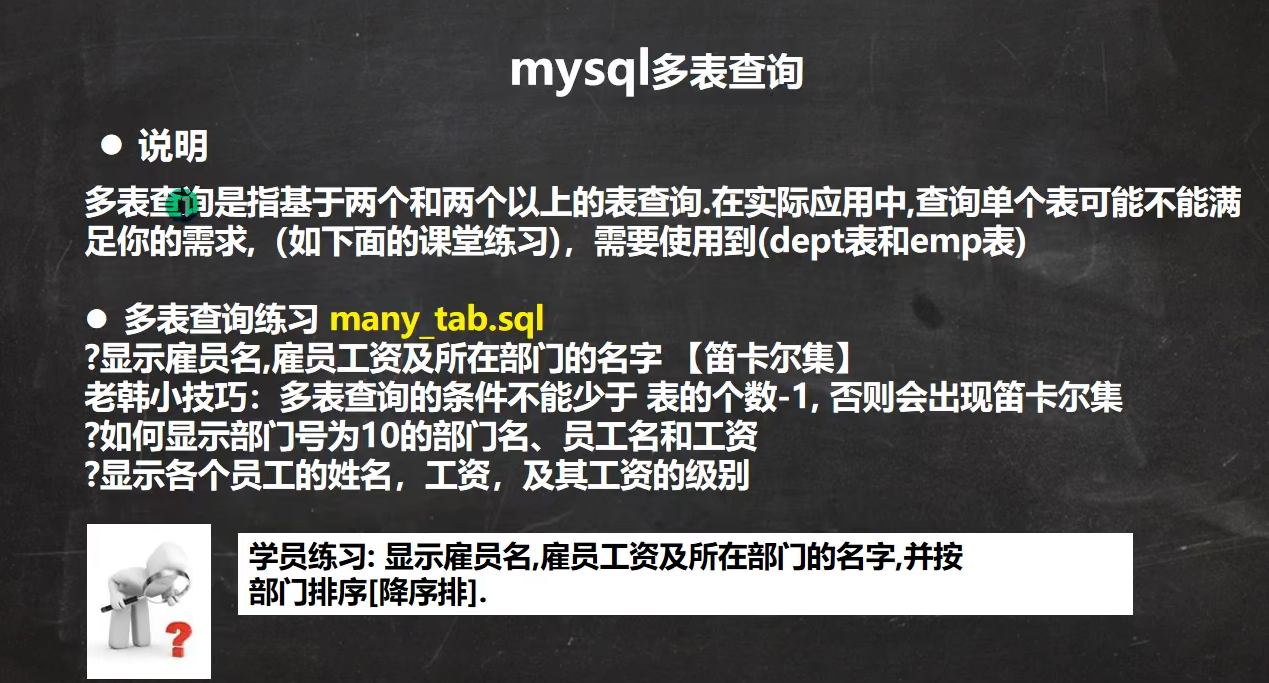 mysql多表查询
● 说明
多表查询是指基于两个和两个以上的表查询.在实际应用中,查询单个表可能不能满
足你的需求,（如下面的课堂练习)，需要使用到(dept表和emp表)
● 多表查询练习 many_tab.sql
?显示雇员名,雇员工资及所在部门的名字 【笛卡尔集】
老韩小技巧：多表查询的条件不能少于 表的个数-1, 否则会出现笛卡尔集
?如何显示部门号为10的部门名、员工名和工资
?显示各个员工的姓名，工资，及其工资的级别
学员练习: 显示雇员名,雇员工资及所在部门的名字,并按
部门排序[降序排].
?